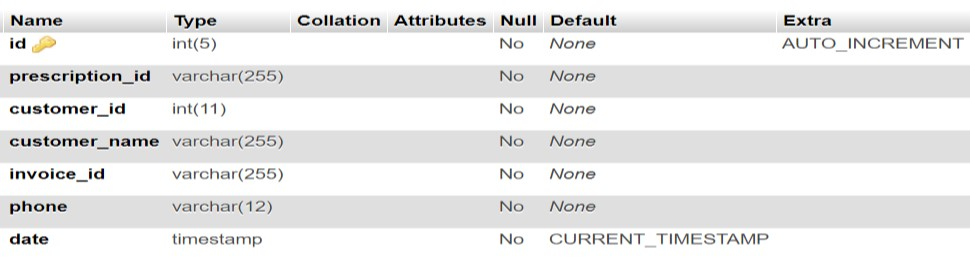 Name Type Collation Attributes Null Default Extra
id int(5) No None AUTO_INCREMENT
prescription_id varchar(255) No None
customer_id int(11) No None
customer_name varchar(255) No None
invoice_id varchar(255) No None
phone varchar(12) No None
date timestamp No CURRENT_TIMESTAMP